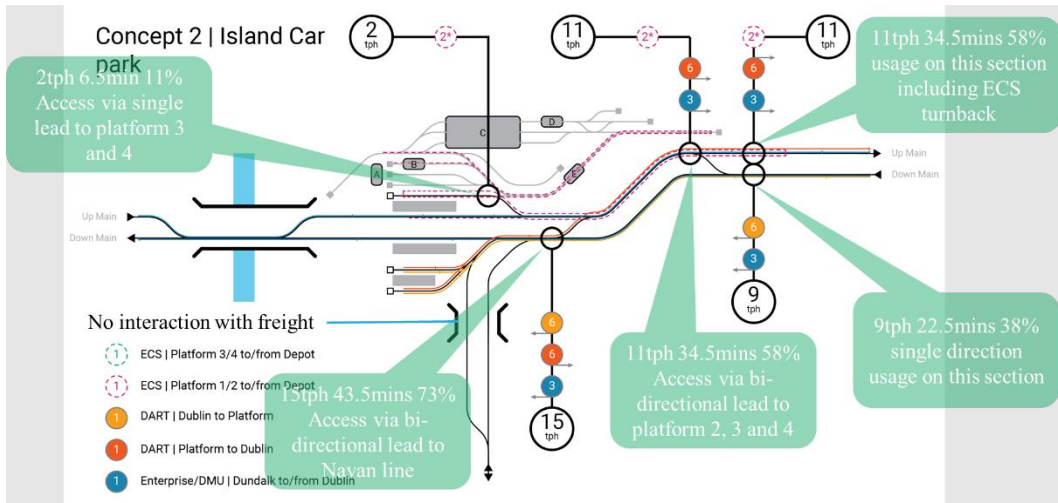 Concept 2 | Island Car
park
2
tph
2*
11
tph
2*
2*
11
tph
2tph 6.5min 11%
Access via single
lead to platform 3
and 4
11tph 34.5mins 58%
usage on this section
including ECS
turnback
6
3
6
3
A
B
C
D
E
Up Main
Down Main
Up Main
Down Main
6
3
9
tph
No interaction with freight
6
6
3
15
tph
15tph 43.5mins 73%
Access via bi-
directional lead to
Navan line
11tph 34.5mins 58%
Access via bi-
directional lead to
platform 2, 3 and 4
9tph 22.5mins 38%
single direction
usage on this section
1 ECS | Platform 3/4 to/from Depot
1 ECS | Platform 1/2 to/from Depot
1 DART | Dublin to Platform
1 DART | Platform to Dublin
1 Enterprise/DMU | Dundalk to/from Dublin